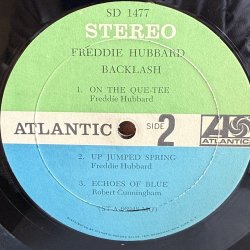 SD 1477
STEREO
FREDDIE HUBBARD
BACKLASH
1. ON THE QUE-TEE
Freddie Hubbard
ATLANTIC
SIDE 2
ATLANTIC
2. UP JUMPED SPRING
Freddie Hubbard
3. ECHOES OF BLUE
Robert Cunningham